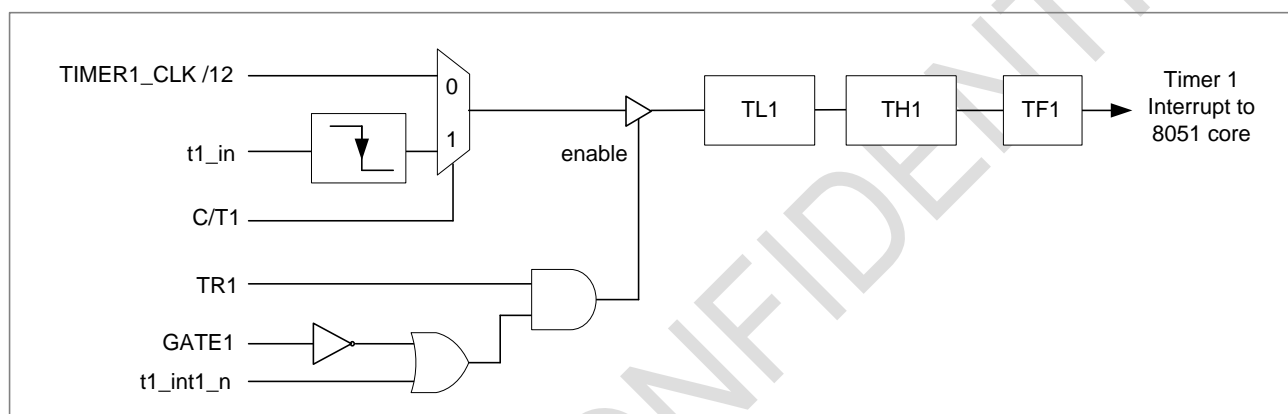 TIMER1_CLK /12
0
t1_in
1
C/T1
enable
TL1
TH1
TF1
Timer 1
Interrupt to
8051 core
TR1
GATE1
t1_int1_n